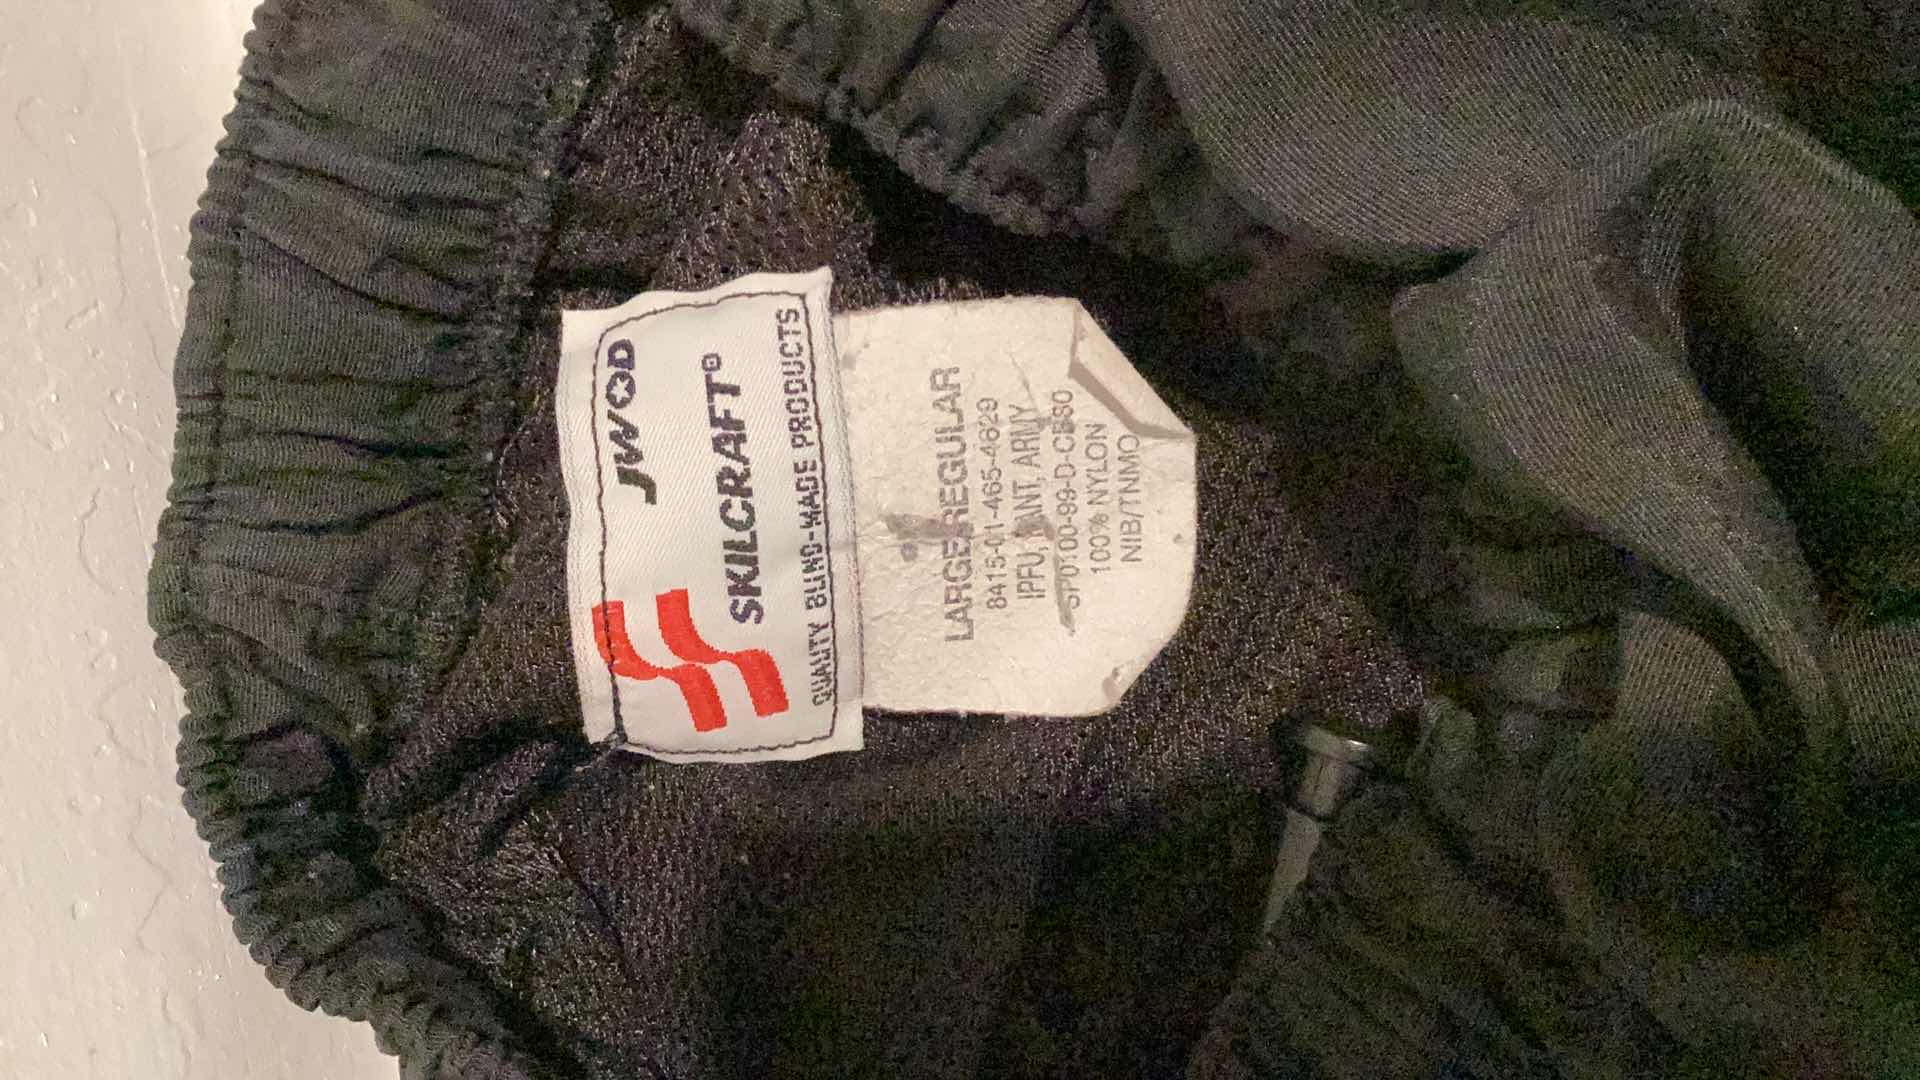 JWOD
SKILCRAFT®
QUALITY BLIND-MADE PRODUCTS
LARGE-REGULAR
8415-01-465-4629
IPFU, PANT, ARMY
SP0100-99-D-CB80
100% NYLON
NIB/TNMO